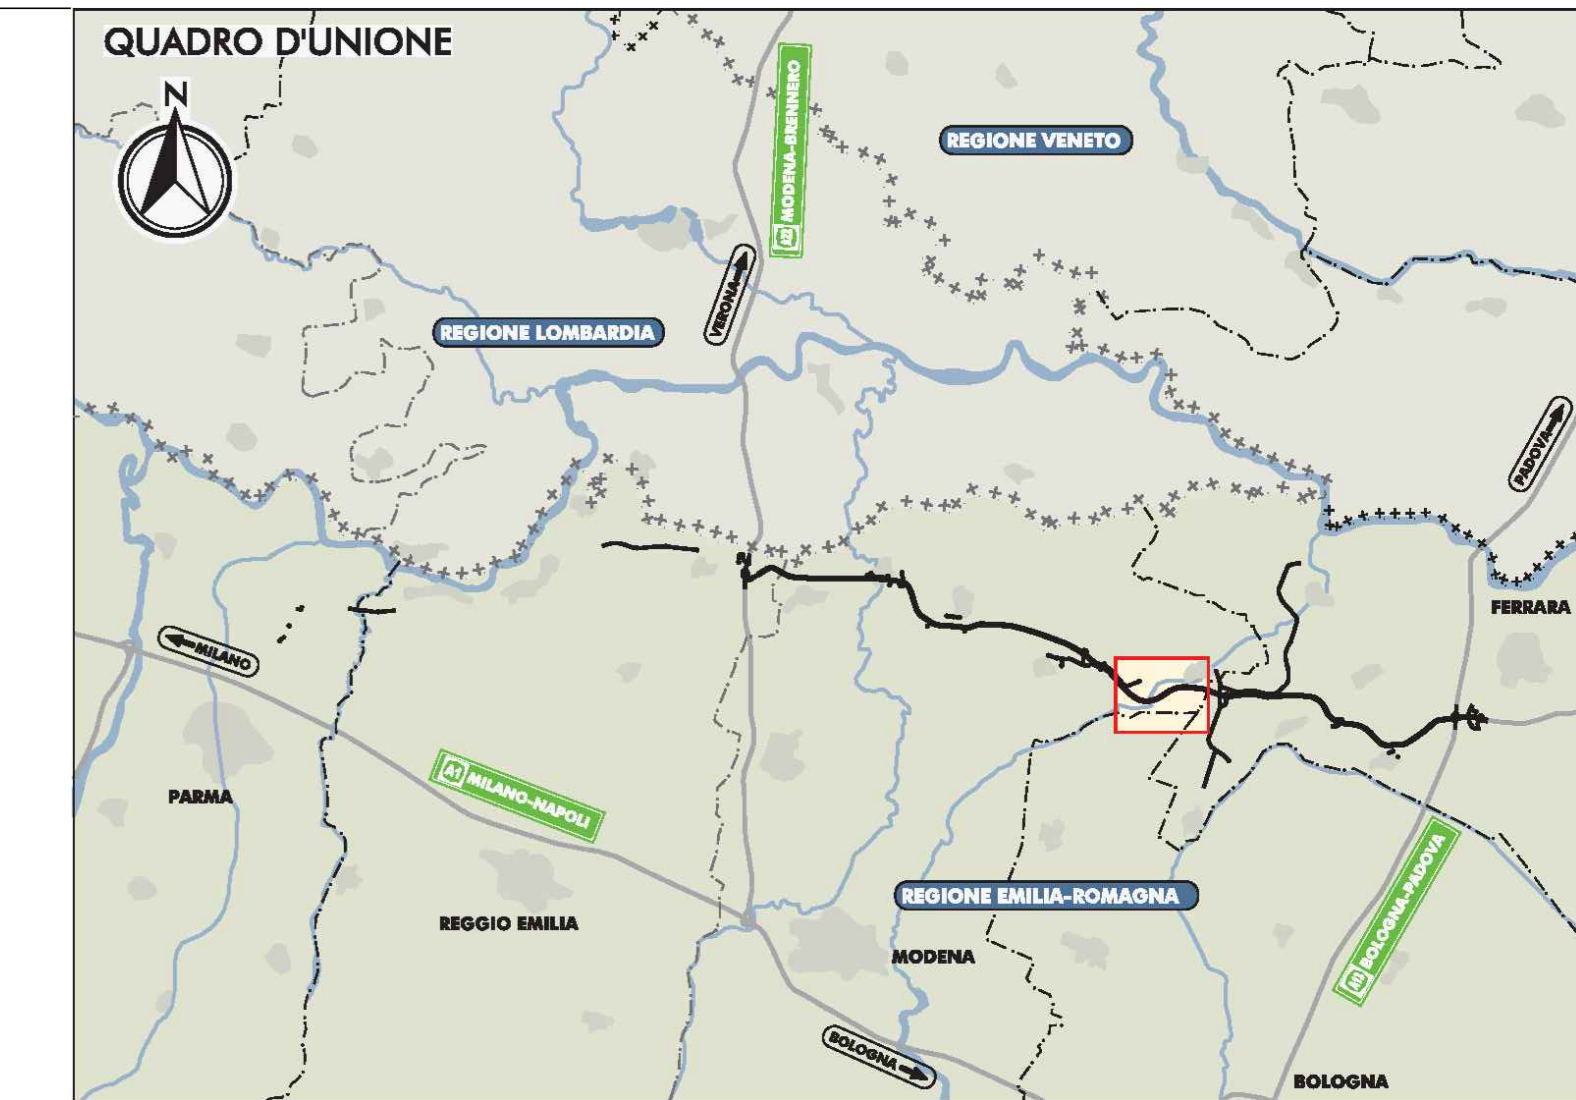 QUADRO D'UNIONE
N
A22 MODENA-BRENNERO
REGIONE VENETO
VERONA
REGIONE LOMBARDIA
PADOVA
FERRARA
MILANO
PARMA
A1 MILANO-NAPOLI
REGIONE EMILIA-ROMAGNA
REGGIO EMILIA
MODENA
A13 BOLOGNA-PADOVA
BOLOGNA
BOLOGNA